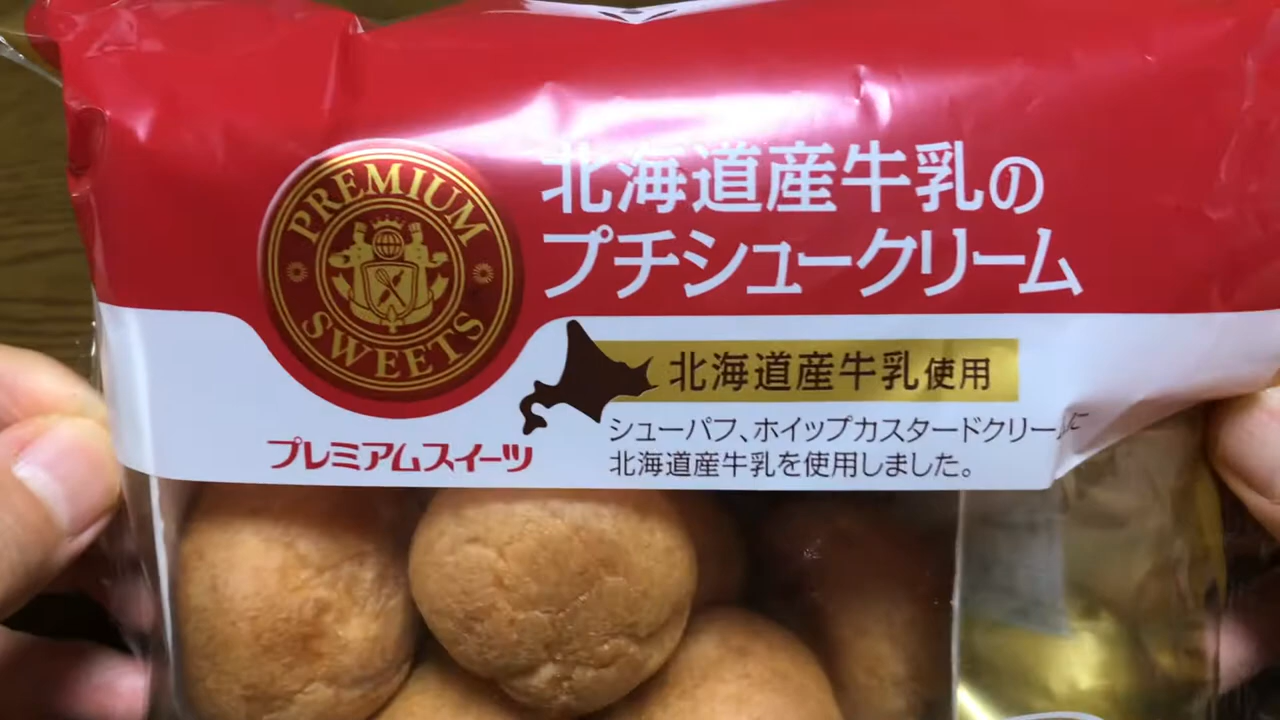 PREMIUM
SWEETS
北海道産牛乳の
プチシュークリーム
北海道産牛乳使用
シューパフ、ホイップカスタードクリームに
北海道産牛乳を使用しました。
プレミアムスイーツ